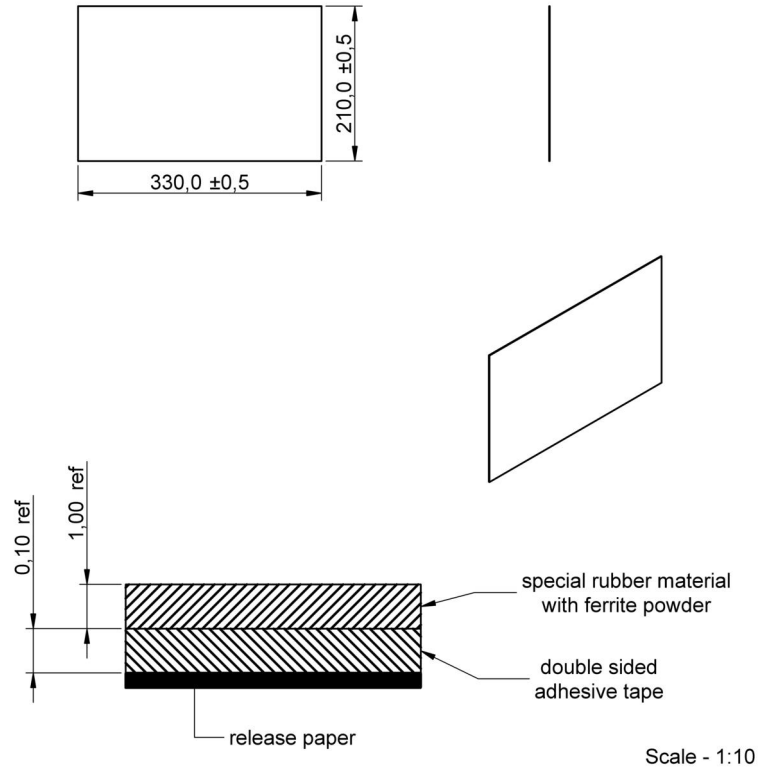 210,0 ±0,5
330,0 ±0,5
1,00 ref
0,10 ref
special rubber material
with ferrite powder
double sided
adhesive tape
release paper
Scale - 1:10